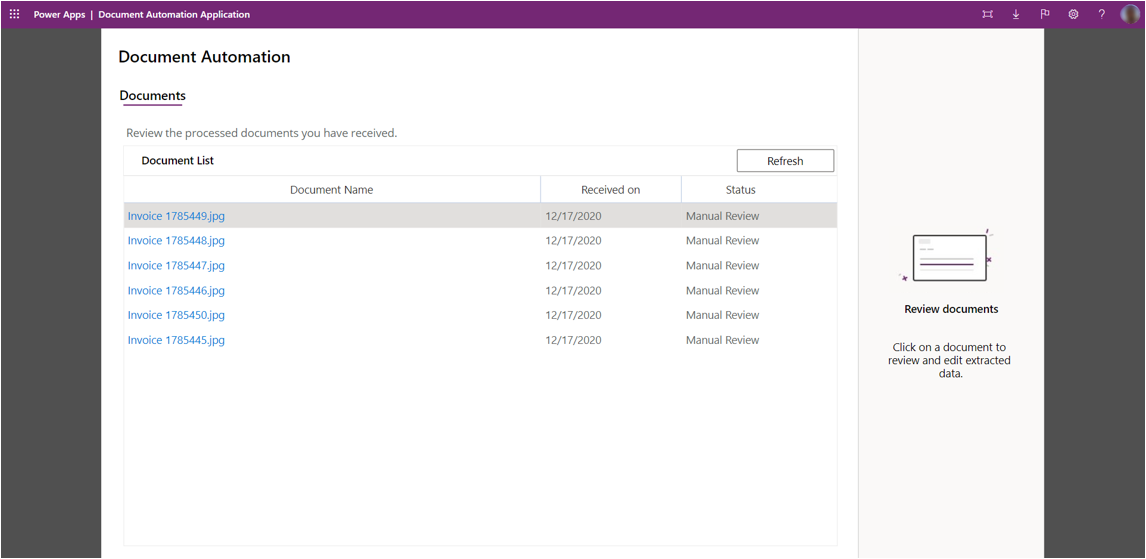 Power Apps | Document Automation Application
?
Document Automation
Documents
Review the processed documents you have received.
Document List
Refresh
Document Name Received on Status
Invoice 1785449.jpg 12/17/2020 Manual Review
Invoice 1785448.jpg 12/17/2020 Manual Review
Invoice 1785447.jpg 12/17/2020 Manual Review
Invoice 1785446.jpg 12/17/2020 Manual Review
Invoice 1785450.jpg 12/17/2020 Manual Review
Invoice 1785445.jpg 12/17/2020 Manual Review
Review documents
Click on a document to
review and edit extracted
data.